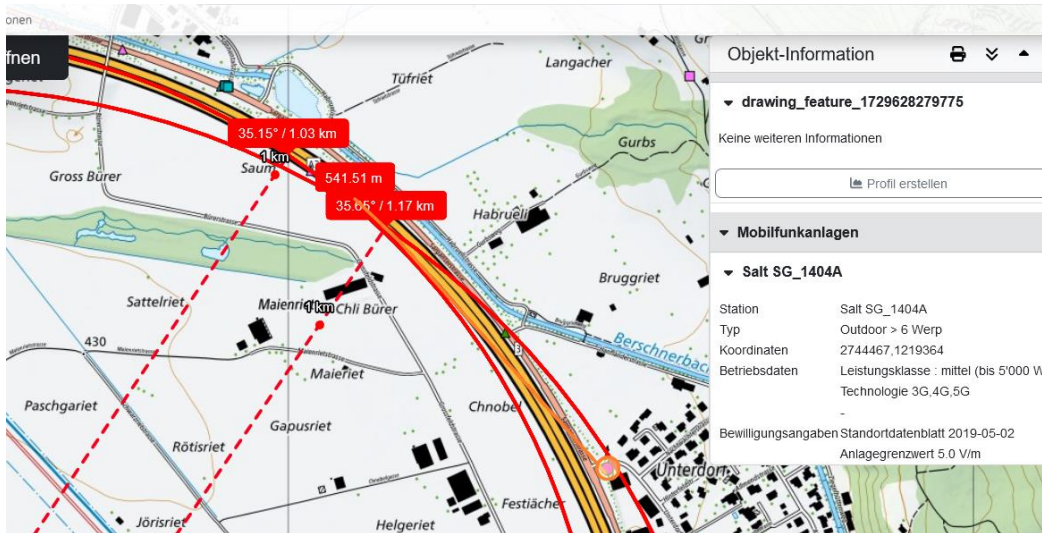 onen
fnen
434
Objekt-Information
drawing_feature_1729628279775
Keine weiteren Informationen
Profil erstellen
Mobilfunkanlagen
Salt SG_1404A
Station Salt SG_1404A
Typ Outdoor > 6 Werp
Koordinaten 2744467,1219364
Betriebsdaten Leistungsklasse : mittel (bis 5'000 W
Technologie 3G,4G,5G
-
Bewilligungsangaben Standortdatenblatt 2019-05-02
Anlagegrenzwert 5.0 V/m
Langacher
Gr
Tüfriet
35.15° / 1.03 km
1 km
Saum
Gurbs
Gross Bürer
541.51 m
35.65° / 1.17 km
Habrueli
Bruggriet
Sattelriet
Maienri
1 km
Chli Bürer
430
Berschnerbac
Maieriet
Paschgariet
Chnobel
Gapusriet
Rötisriet
Unterdorf
Festiächer
Jörisriet
Helgeriet